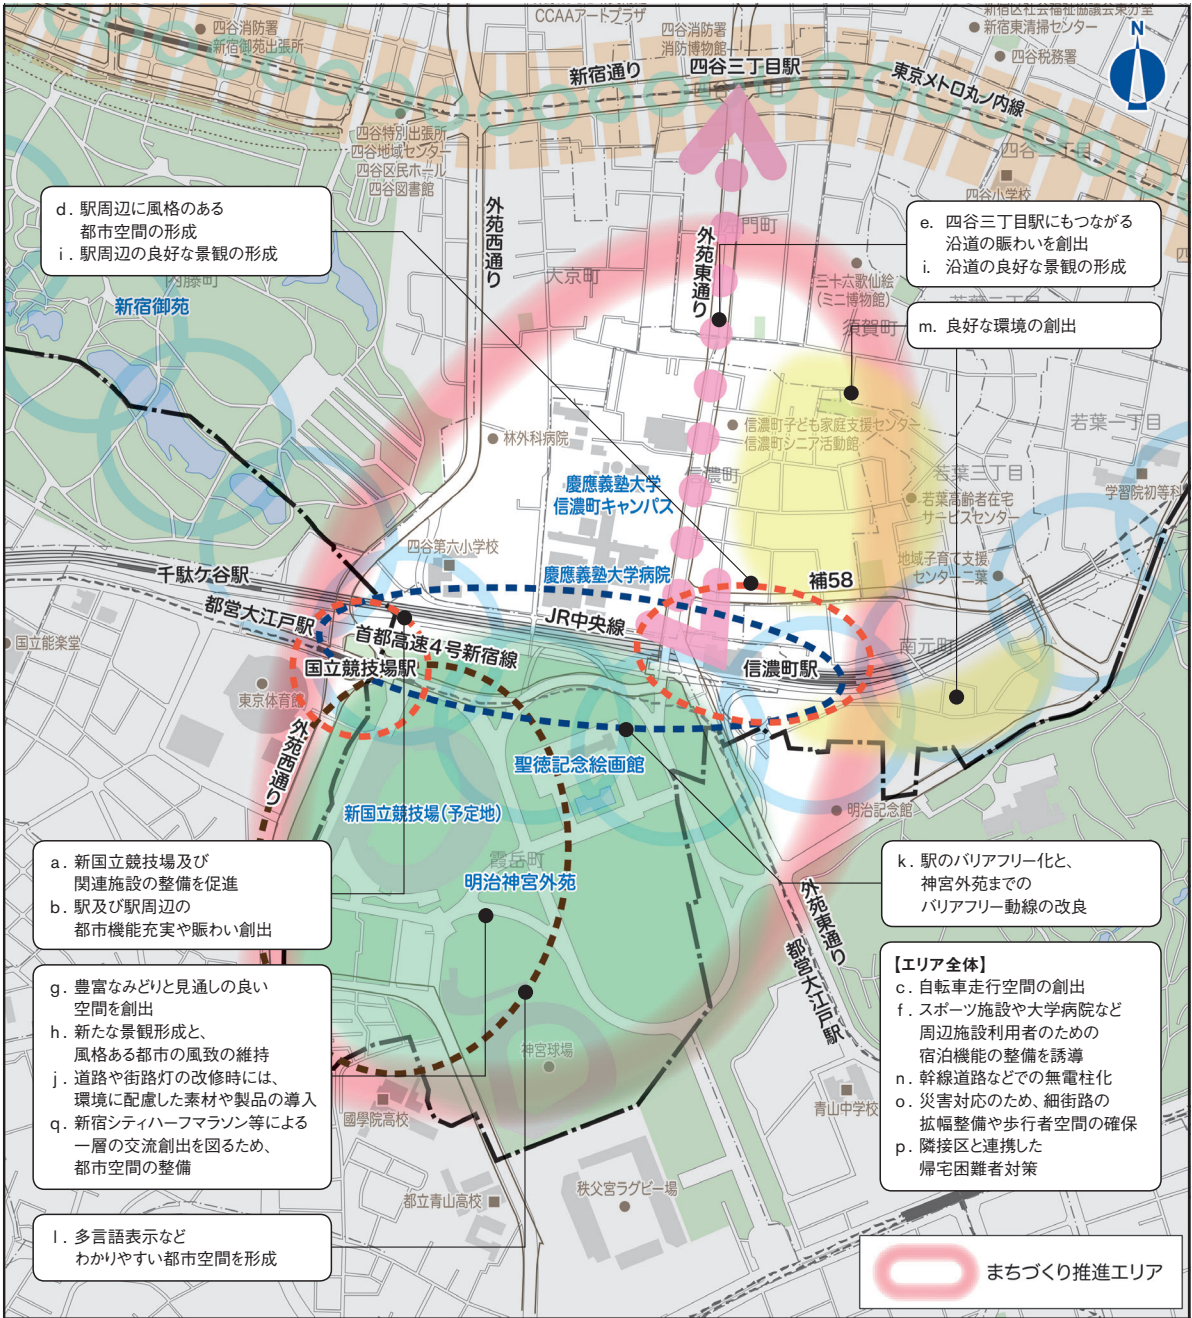 CCAAアートプラザ
四谷消防署
新宿御苑出張所
四谷消防署
消防博物館
新宿東清掃センター
四谷税務署
N
新宿通り
四谷三丁目駅
東京メトロ丸ノ内線
四谷三丁目
四谷二丁目
四谷特別出張所
四谷地域センター
四谷区民ホール
四谷図書館
四谷小学校
d. 駅周辺に風格のある
都市空間の形成
i. 駅周辺の良好な景観の形成
外苑西通り
左門町
外苑東通り
e. 四谷三丁目駅にもつながる
沿道の賑わいを創出
i. 沿道の良好な景観の形成
内藤町
新宿御苑
大京町
三十六歌仙絵
(ミニ博物館)
須賀町
若葉二丁目
m. 良好な環境の創出
林外科病院
信濃町子ども家庭支援センター
信濃町シニア活動館
若葉一丁目
信濃町
若葉三丁目
慶應義塾大学
信濃町キャンパス
学習院初等科
若葉高齢者在宅
サービスセンター
四谷第六小学校
地域子育て支援
センター二葉
千駄ケ谷駅
慶應義塾大学病院
補58
都営大江戸駅
JR中央線
首都高速4号新宿線
国立能楽堂
南元町
国立競技場駅
信濃町駅
東京体育館
外苑西通り
聖徳記念絵画館
新国立競技場(予定地)
明治記念館
霞岳町
明治神宮外苑
a. 新国立競技場及び
関連施設の整備を促進
b. 駅及び駅周辺の
都市機能充実や賑わい創出
k. 駅のバリアフリー化と、
神宮外苑までの
バリアフリー動線の改良
外苑東通り
都営大江戸駅
g. 豊富なみどりと見通しの良い
空間を創出
h. 新たな景観形成と、
風格ある都市の風致の維持
j. 道路や街路灯の改修時には、
環境に配慮した素材や製品の導入
q. 新宿シティハーフマラソン等による
一層の交流創出を図るため、
都市空間の整備
【エリア全体】
c. 自転車走行空間の創出
f. スポーツ施設や大学病院など
周辺施設利用者のための
宿泊機能の整備を誘導
n. 幹線道路などでの無電柱化
o. 災害対応のため、細街路の
拡幅整備や歩行者空間の確保
p. 隣接区と連携した
帰宅困難者対策
神宮球場
國學院高校
青山中学校
都立青山高校
秩父宮ラグビー場
l. 多言語表示など
わかりやすい都市空間を形成
まちづくり推進エリア